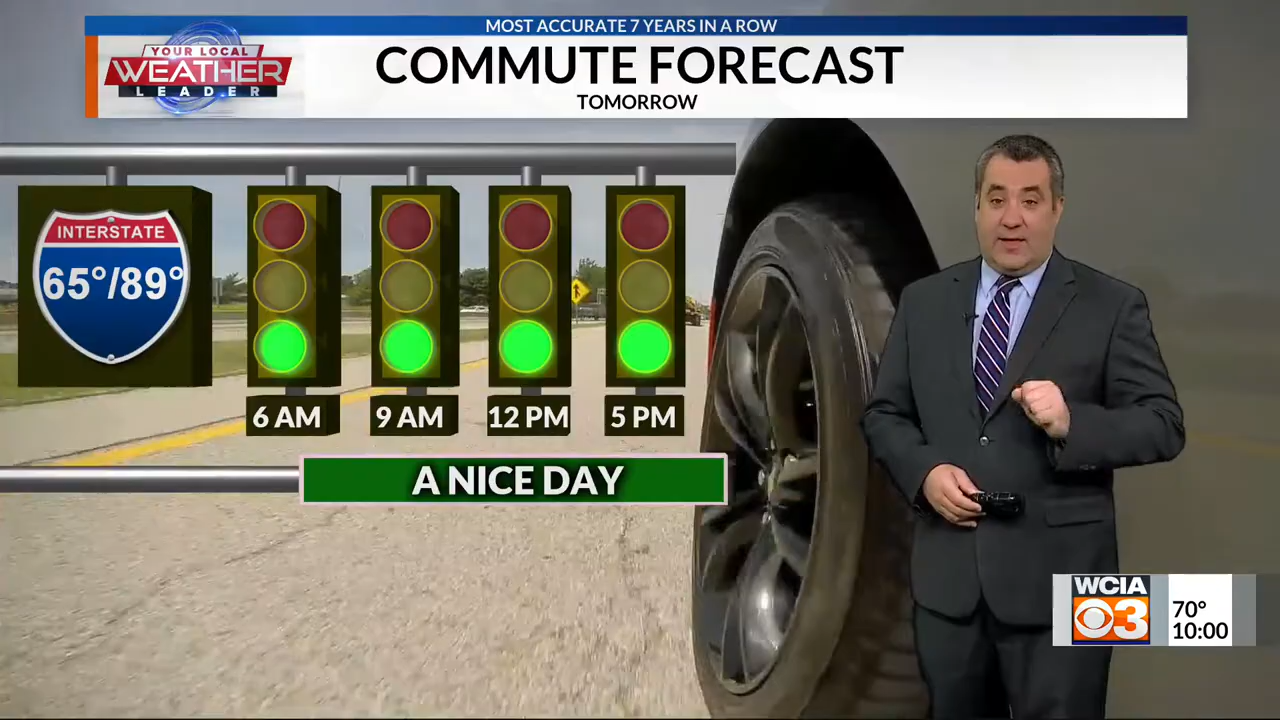 MOST ACCURATE 7 YEARS IN A ROW
YOUR LOCAL
WEATHER
LEADER
COMMUTE FORECAST
TOMORROW
INTERSTATE
65°/89°
6 AM
9 AM
12 PM
5 PM
A NICE DAY
WCIA
3
70°
10:00